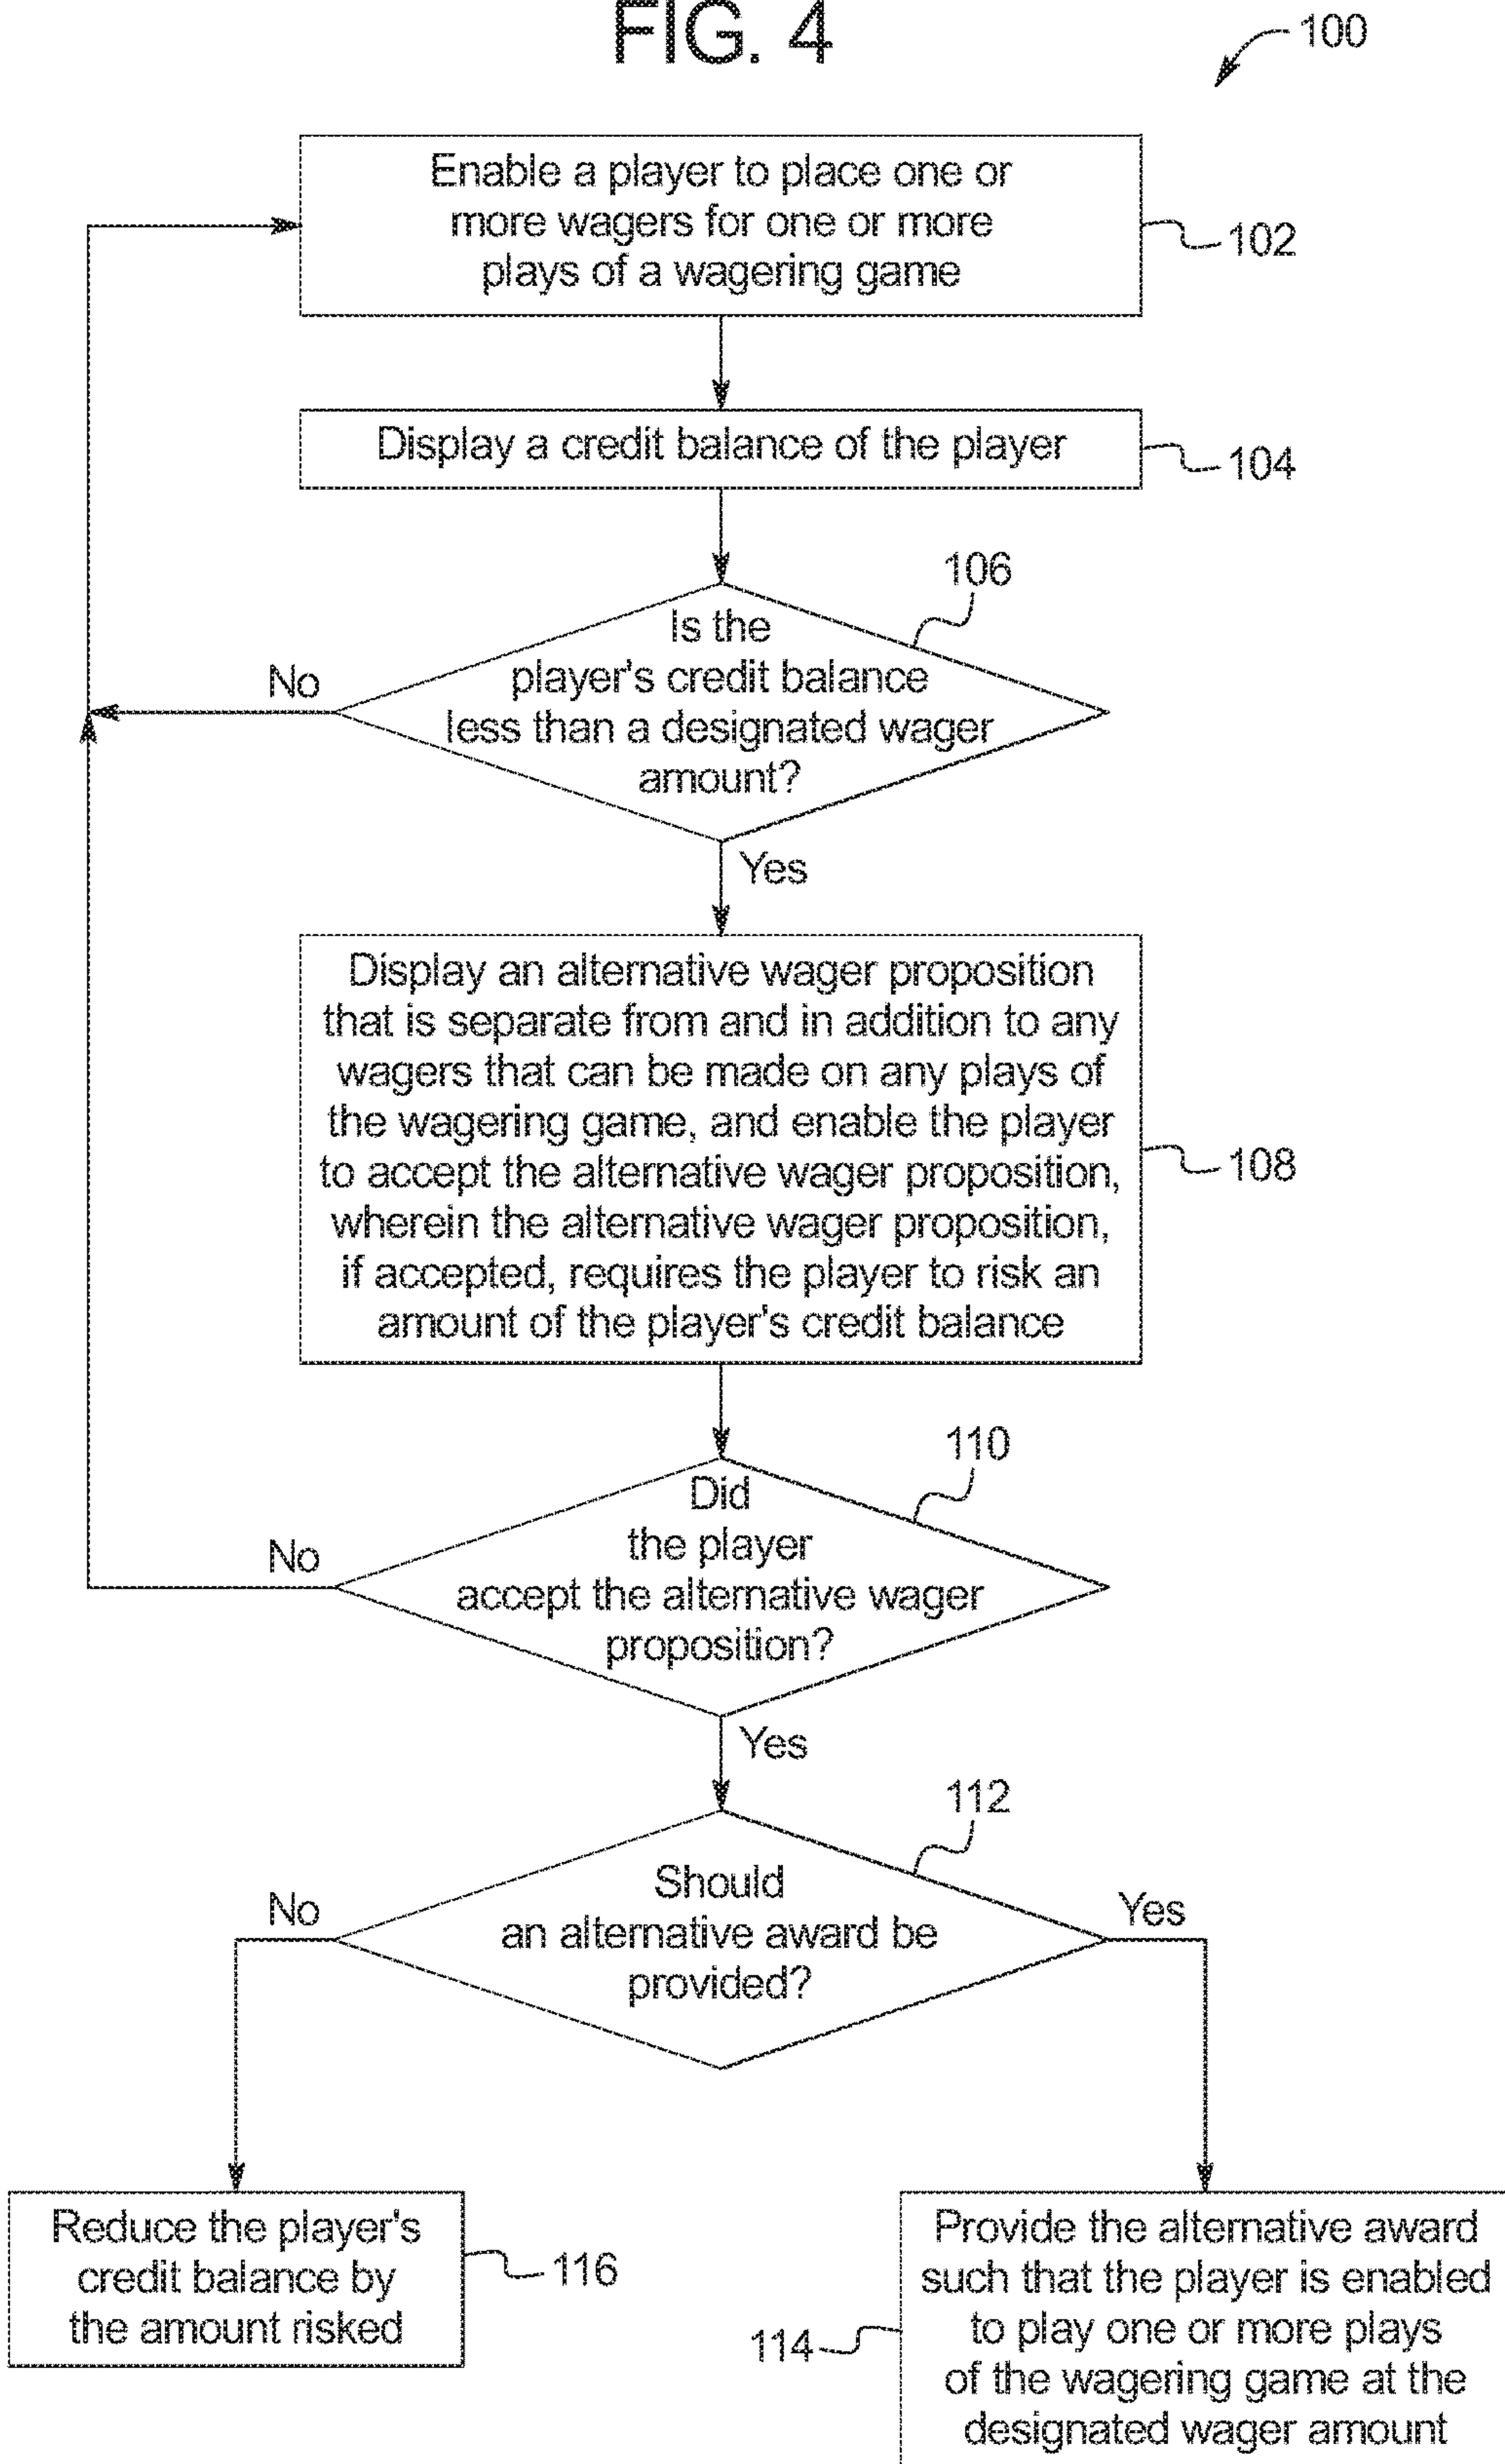 FIG. 4
100
Enable a player to place one or
more wagers for one or more
plays of a wagering game
102
Display a credit balance of the player
104
106
Is the
player's credit balance
less than a designated wager
amount?
No
Yes
Display an alternative wager proposition
that is separate from and in addition to any
wagers that can be made on any plays of
the wagering game, and enable the player
to accept the alternative wager proposition,
wherein the alternative wager proposition,
if accepted, requires the player to risk an
amount of the player's credit balance
108
110
Did
the player
accept the alternative wager
proposition?
No
Yes
112
Should
an alternative award be
provided?
No
Yes
Reduce the player's
credit balance by
the amount risked
116
Provide the alternative award
such that the player is enabled
to play one or more plays
of the wagering game at the
designated wager amount
114